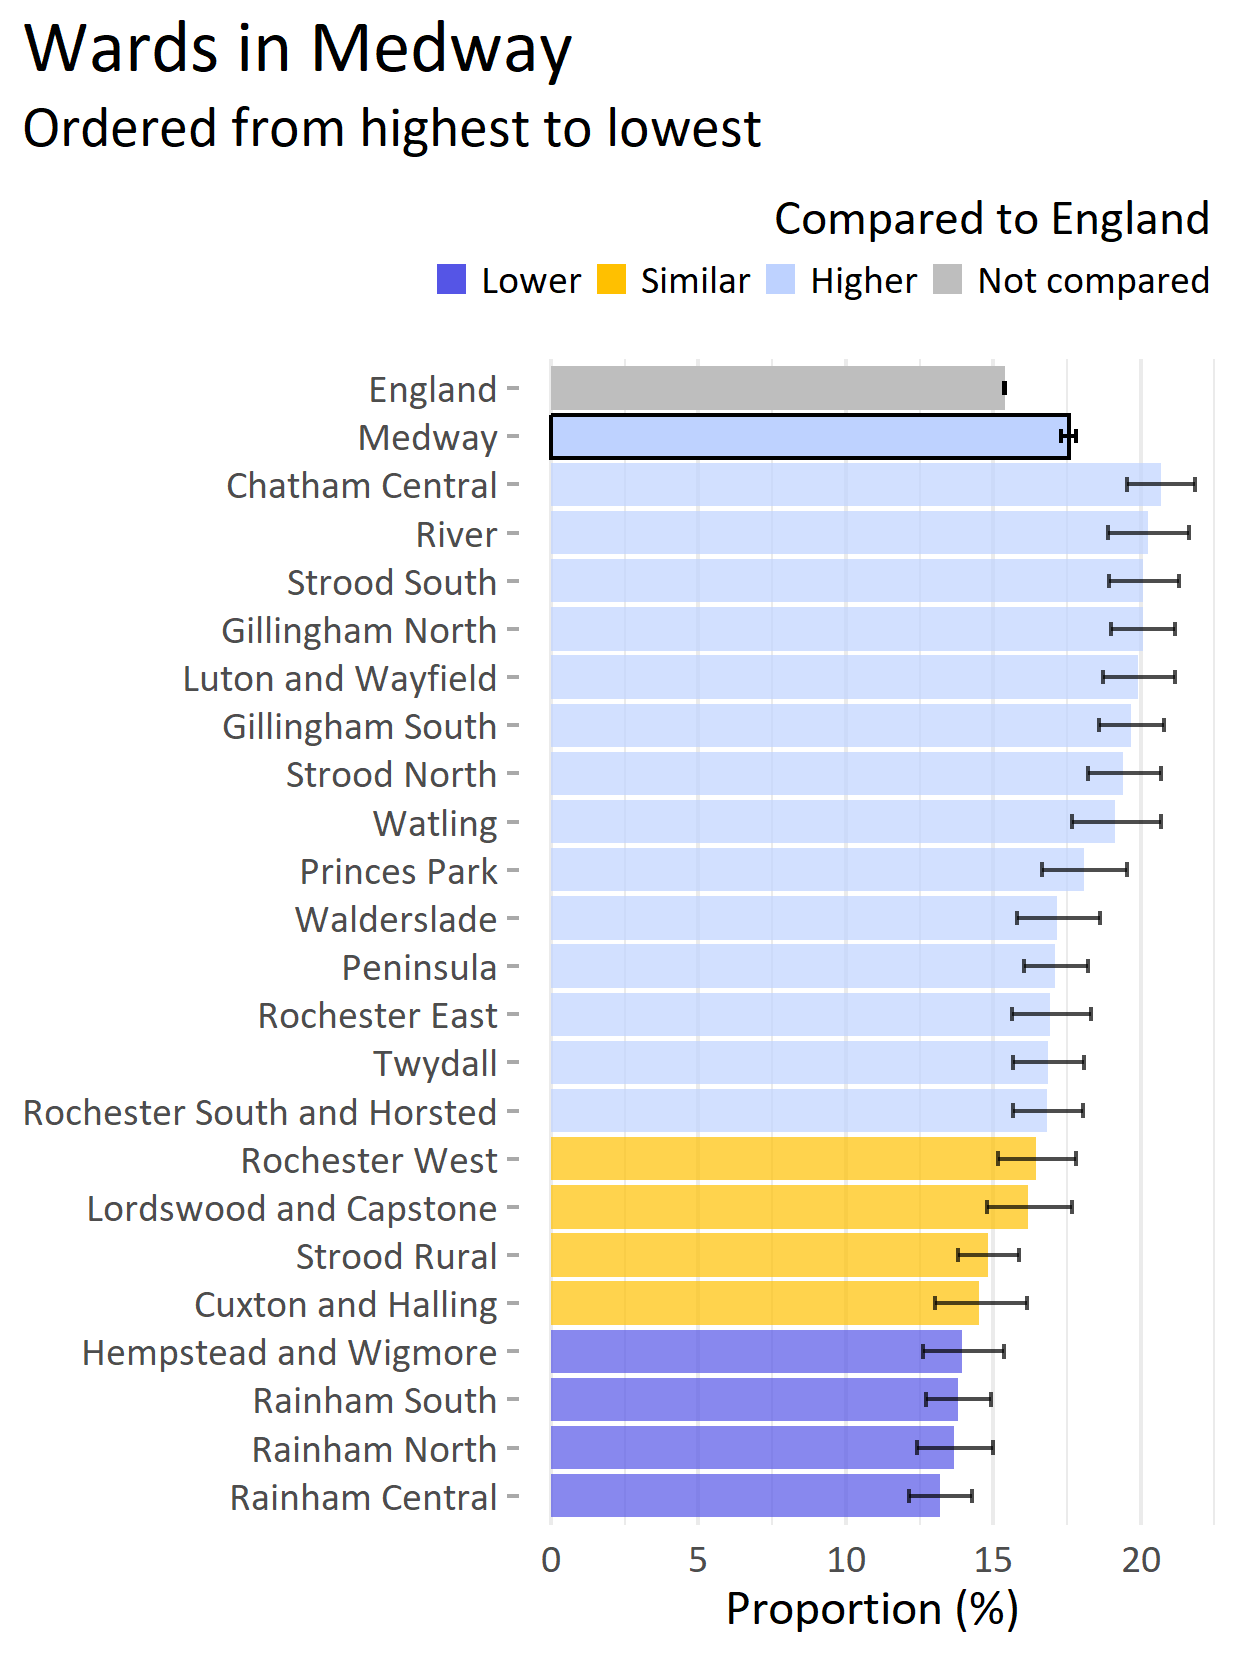 Wards in Medway
Ordered from highest to lowest
Compared to England
Lower Similar Higher Not compared
England
Medway
Chatham Central
River
Strood South
Gillingham North
Luton and Wayfield
Gillingham South
Strood North
Watling
Princes Park
Walderslade
Peninsula
Rochester East
Twydall
Rochester South and Horsted
Rochester West
Lordswood and Capstone
Strood Rural
Cuxton and Halling
Hempstead and Wigmore
Rainham South
Rainham North
Rainham Central
0 5 10 15 20
Proportion (%)